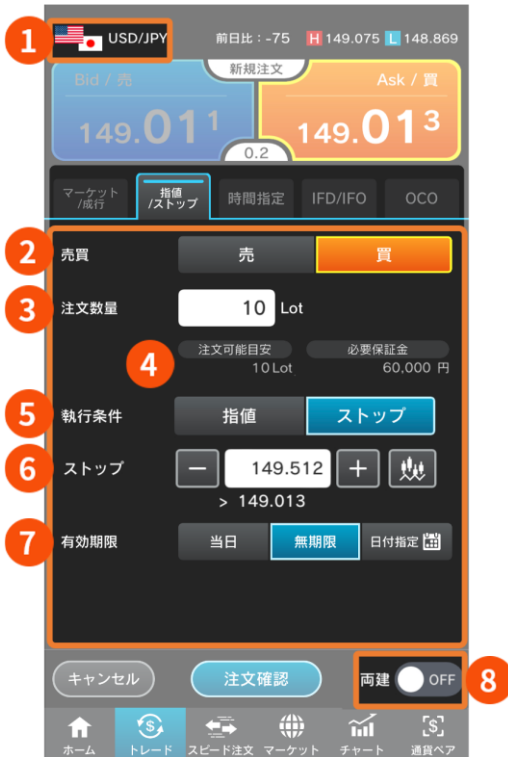 1
USD/JPY
前日比：-75 H 149.075 L 148.869
新規注文
Bid / 売
Ask / 買
149.011
149.013
0.2
マーケット
/成行
指値
/ストップ
時間指定
IFD/IFO
OCO
2
売買
売
買
3
注文数量
10 Lot
4
注文可能目安
10 Lot
必要保証金
60,000 円
5
執行条件
指値
ストップ
6
ストップ
− 149.512 +
> 149.013
7
有効期限
当日
無期限
日付指定
キャンセル
注文確認
両建
OFF
8
ホーム
トレード
スピード注文
マーケット
チャート
通貨ペア